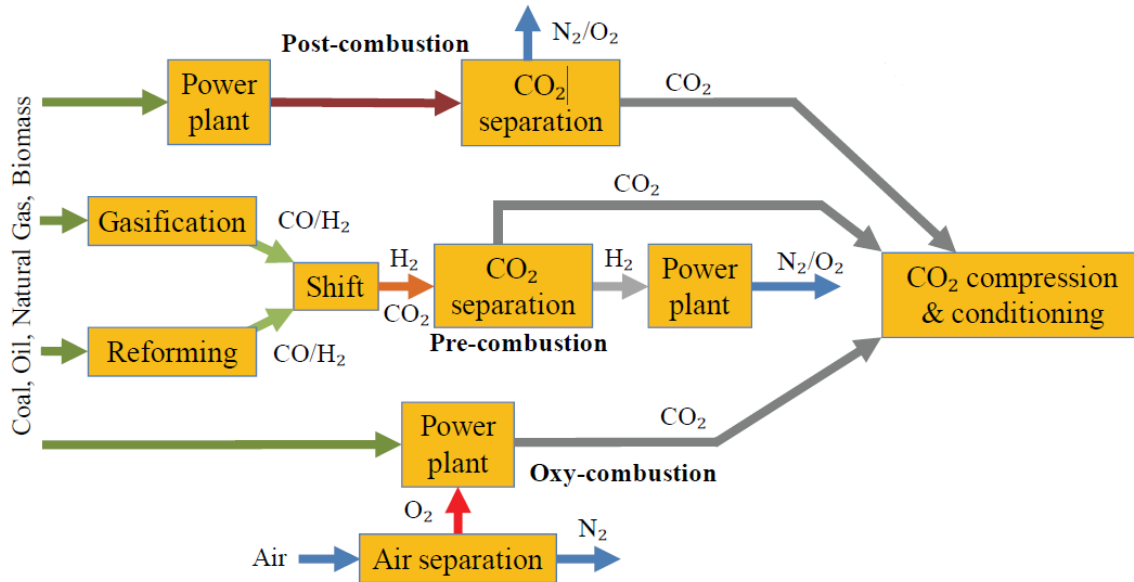 Coal, Oil, Natural Gas, Biomass
Post-combustion
N₂/O₂
Power
plant
CO₂
separation
CO₂
Gasification
CO/H₂
Reforming
CO/H₂
Shift
H₂
CO₂
CO₂
separation
CO₂
H₂
Power
plant
N₂/O₂
Pre-combustion
CO₂ compression
& conditioning
Power
plant
CO₂
Oxy-combustion
O₂
Air
Air separation
N₂